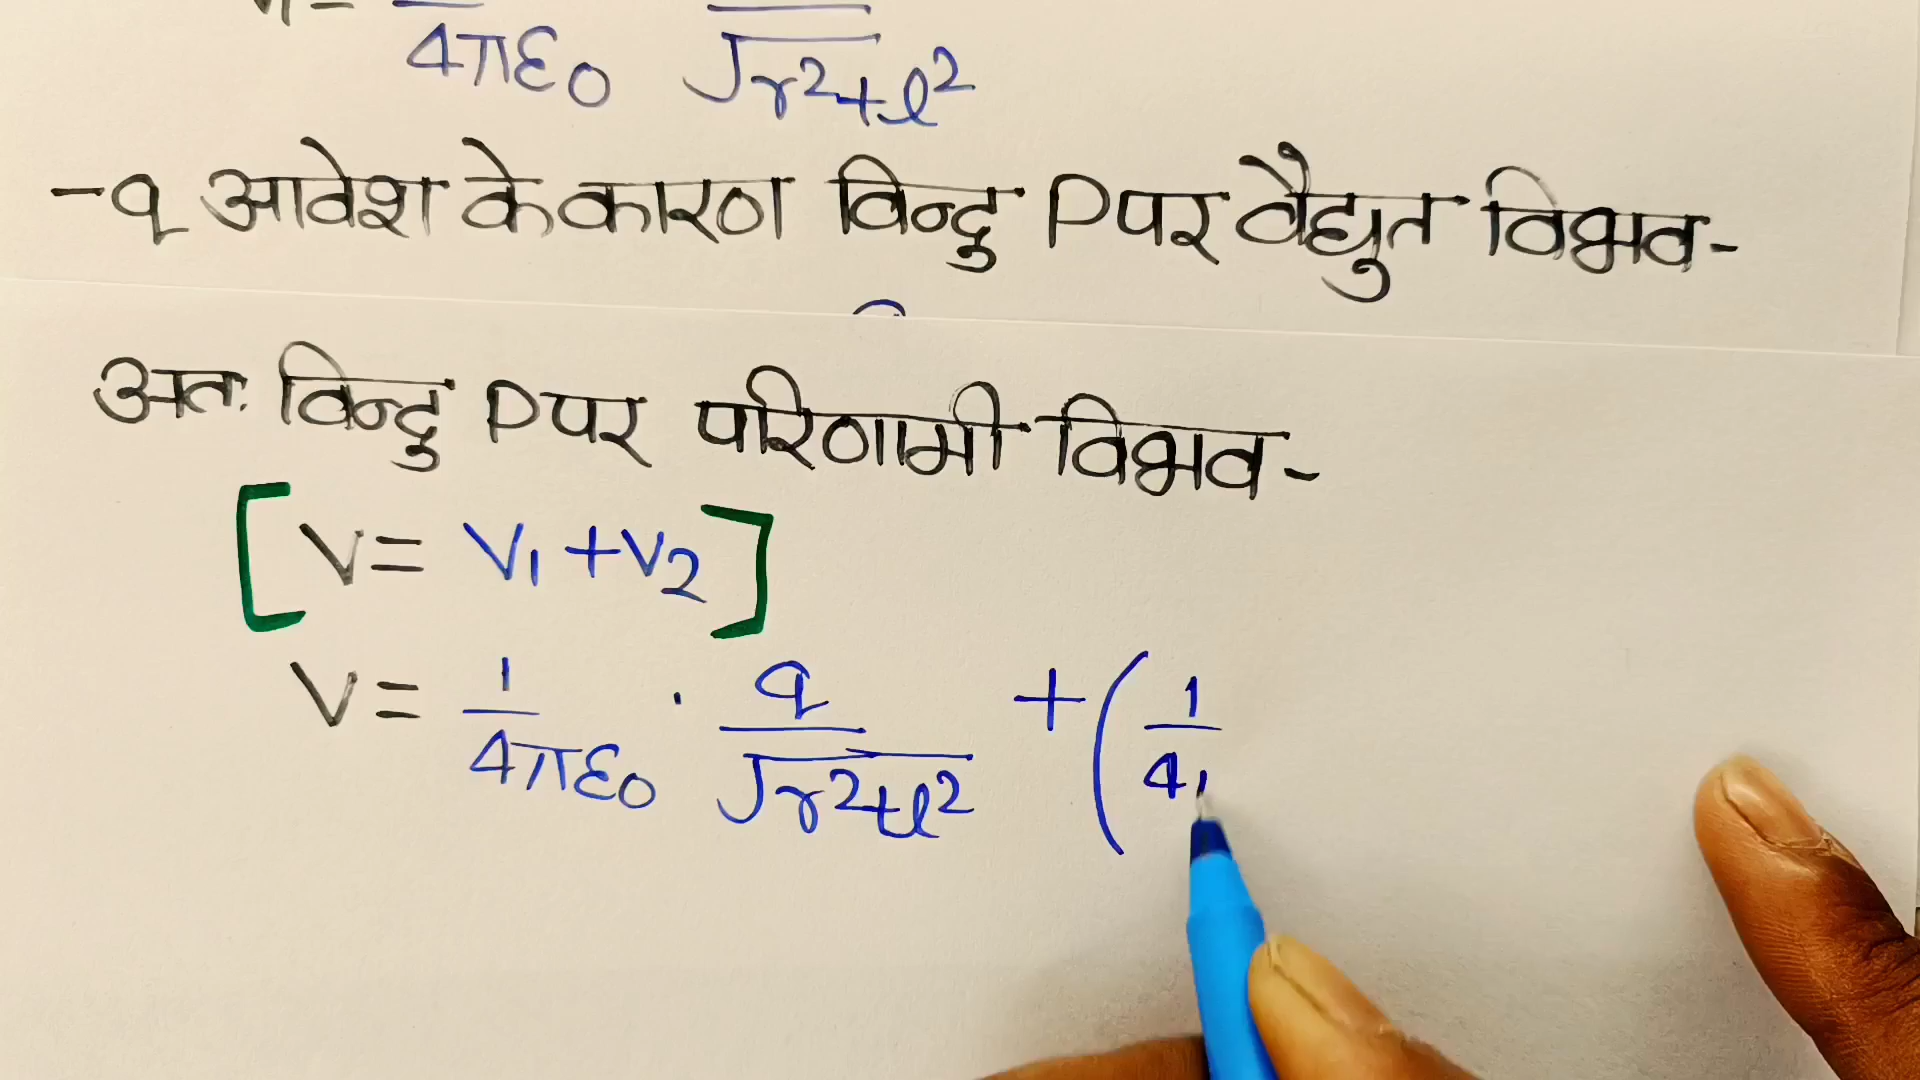 4πε0 √r²+l²
-q आवेश के कारण विन्दु P पर वैद्युत विभव-
अतः विन्दु P पर परिणामी विभव-
[V= V1 +V2]
V= 1/4πε0 · q/√r²+l² + (1/4